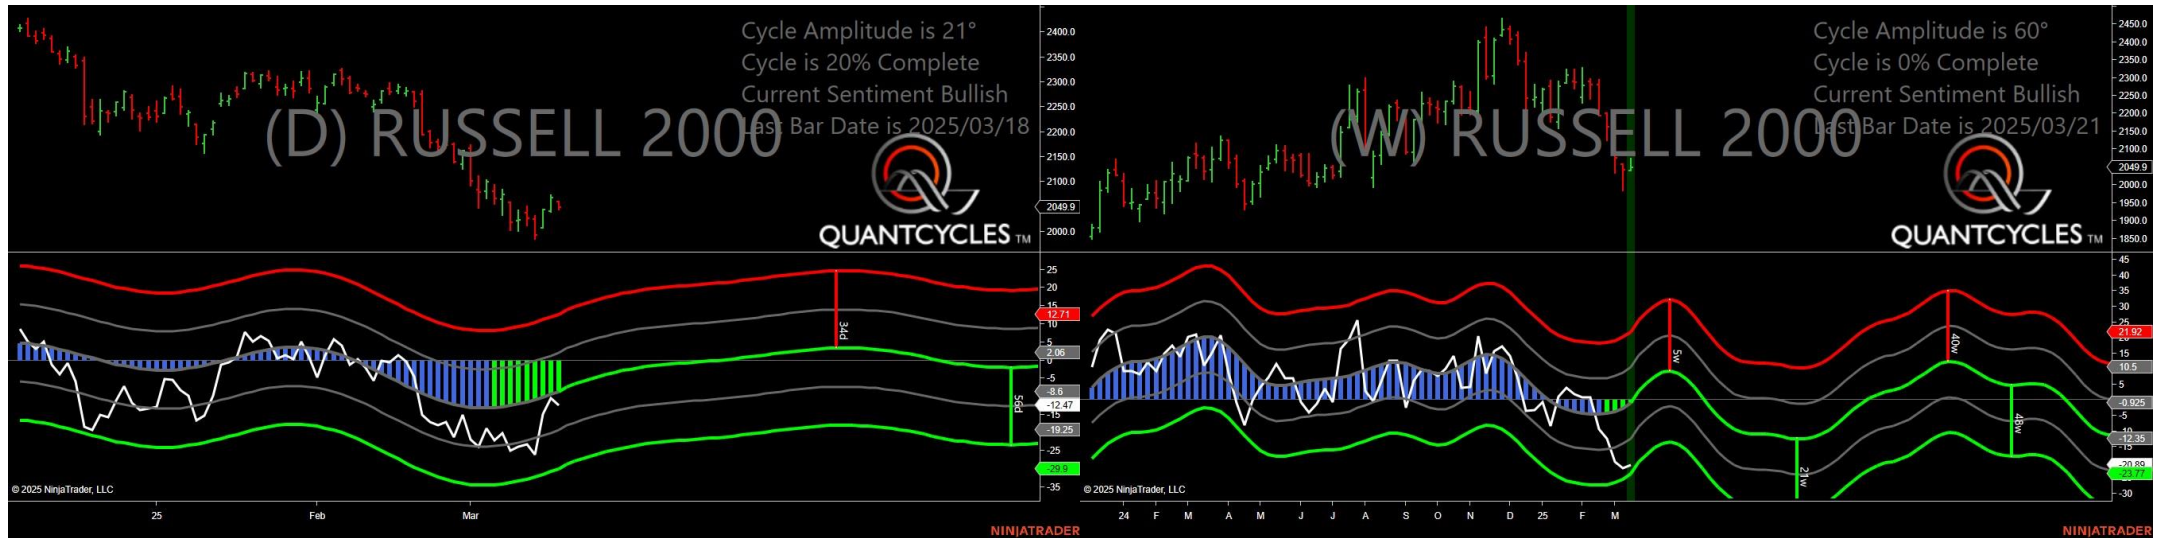 Cycle Amplitude is 21°
Cycle is 20% Complete
Current Sentiment Bullish
Last Bar Date is 2025/03/18
(D) RUSSELL 2000
QUANTCYCLES TM
2400.0
2350.0
2300.0
2250.0
2200.0
2150.0
2100.0
2049.9
2000.0
25
20
15
12.71
10
2.06
0
-5
-8.6
-12.47
-15
-19.25
-25
-29.9
-35
34d
56d
© 2025 NinjaTrader, LLC
25 Feb Mar
NINJATRADER
Cycle Amplitude is 60°
Cycle is 0% Complete
Current Sentiment Bullish
Last Bar Date is 2025/03/21
(W) RUSSELL 2000
QUANTCYCLES TM
2450.0
2400.0
2350.0
2300.0
2250.0
2200.0
2150.0
2100.0
2049.9
2000.0
1950.0
1900.0
1850.0
45
40
35
30
25
21.92
15
10.5
5
-0.925
-5
-12.35
-15
-20.89
-23.77
-30
5w
21w
40w
48w
© 2025 NinjaTrader, LLC
24 F M A M J J A S O N D 25 F M
NINJATRADER